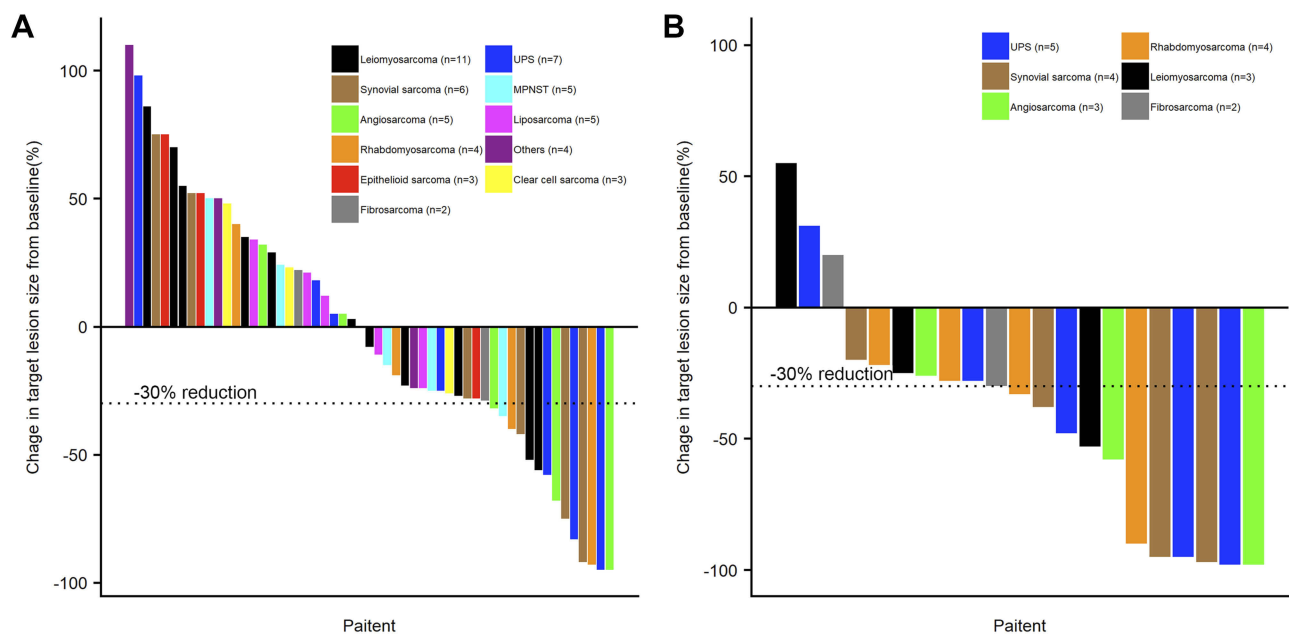 A
Chage in target lesion size from baseline(%)
100
50
0
-50
-100
Leiomyosarcoma (n=11)
UPS (n=7)
Synovial sarcoma (n=6)
MPNST (n=5)
Angiosarcoma (n=5)
Liposarcoma (n=5)
Rhabdomyosarcoma (n=4)
Others (n=4)
Epithelioid sarcoma (n=3)
Clear cell sarcoma (n=3)
Fibrosarcoma (n=2)
-30% reduction
Paitent
B
Chage in target lesion size from baseline(%)
100
50
0
-50
-100
UPS (n=5)
Rhabdomyosarcoma (n=4)
Synovial sarcoma (n=4)
Leiomyosarcoma (n=3)
Angiosarcoma (n=3)
Fibrosarcoma (n=2)
-30% reduction
Paitent